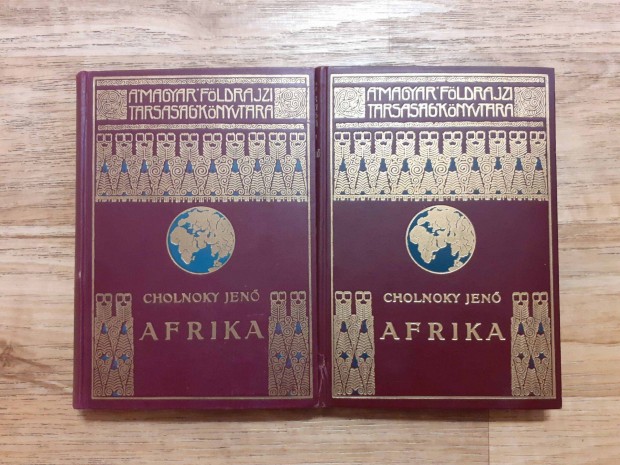 A·MAGYAR·FÖLDRAJZI
TÁRSASÁG·KÖNYVTÁRA
CHOLNOKY JENŐ
AFRIKA
A·MAGYAR·FÖLDRAJZI
TÁRSASÁG·KÖNYVTÁRA
CHOLNOKY JENŐ
AFRIKA